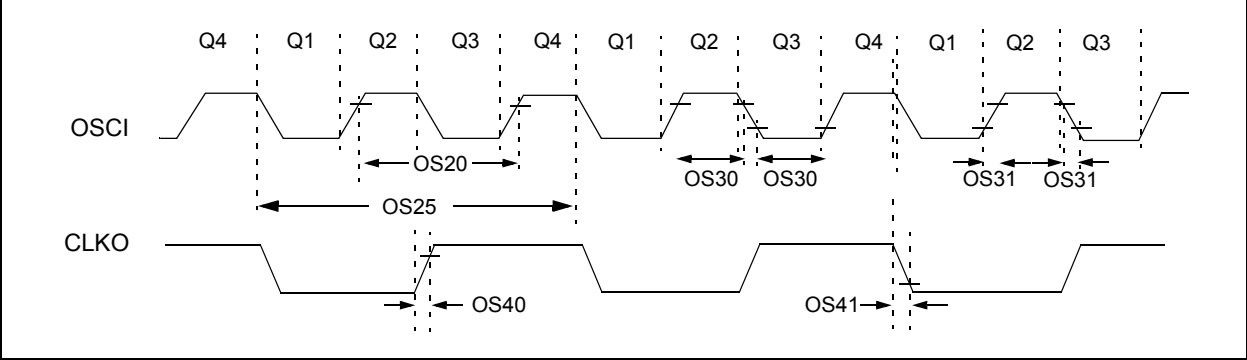 Q4 Q1 Q2 Q3 Q4 Q1 Q2 Q3 Q4 Q1 Q2 Q3
OSCI
OS20
OS30 OS30
OS31 OS31
OS25
CLKO
OS40
OS41